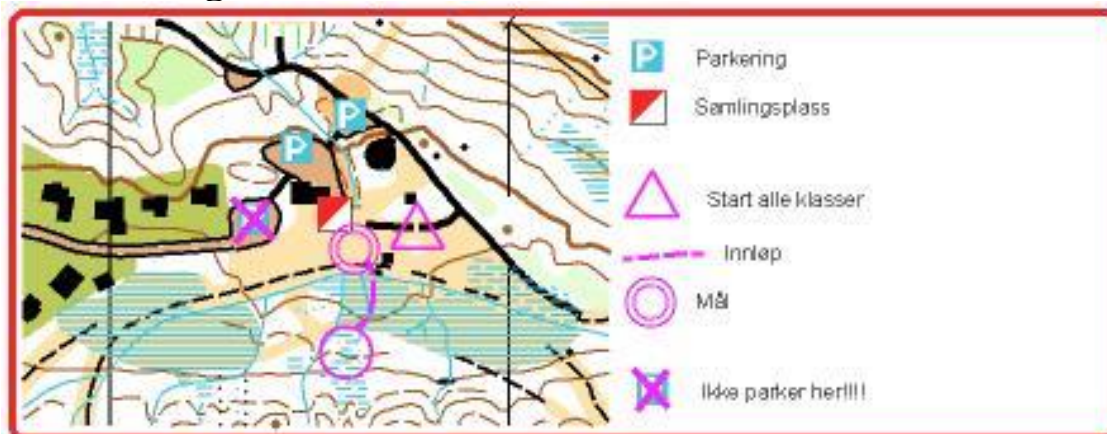 P
P
P Parkering
Samlingsplass
Start alle klasser
Innløp
Mål
Ikke parker her!!!!